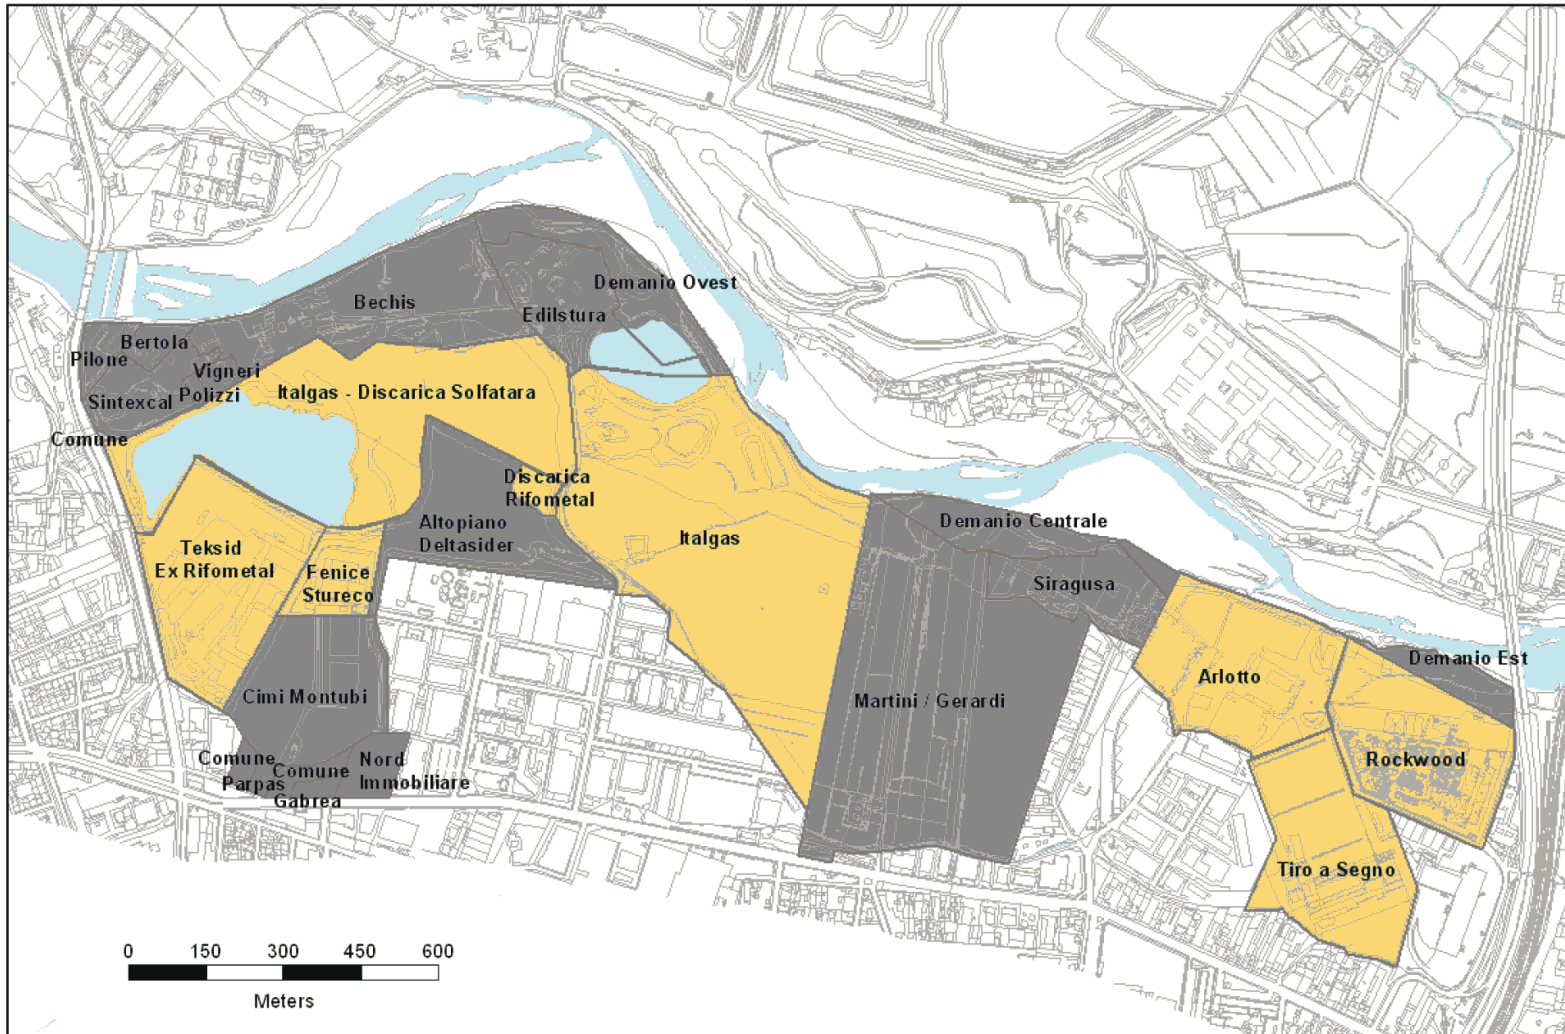 Demanio Ovest
Bechis
Edilstura
Bertola
Pilone
Vigneri
Polizzi
Sintexcal
Italgas - Discarica Solfatara
Comune
Discarica
Rifometal
Altopiano
Deltasider
Demanio Centrale
Italgas
Teksid
Ex Rifometal
Fenice
Stureco
Siragusa
Demanio Est
Arlotto
Cimi Montubi
Martini / Gerardi
Comune
Parpas
Comune
Gabrea
Nord
Immobiliare
Rockwood
Tiro a Segno
0 150 300 450 600
Meters